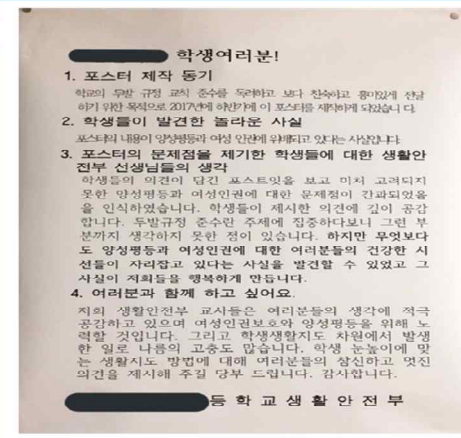 학생여러분!
1. 포스터 제작 동기
학교의 두발 규정 교칙 준수를 독려하고 보다 친숙하고 흥미있게 전달
하기 위한 목적으로 2017년에 하반기에 이 포스터를 제작하게 되었습니다.
2. 학생들이 발견한 놀라운 사실
포스터의 내용이 양성평등과 여성 인권에 위배되고 있다는 사실입니다.
3. 포스터의 문제점을 제기한 학생들에 대한 생활안
전부 선생님들의 생각
학생들의 의견이 담긴 포스트잇을 보고 미처 고려되지
못한 양성평등과 여성인권에 대한 문제점이 간과되었음
을 인식하였습니다. 학생들이 제시한 의견에 깊이 공감
합니다. 두발규정 준수란 주제에 집중하다보니 그런 부
분까지 생각하지 못한 점이 있습니다. 하지만 무엇보다
도 양성평등과 여성인권에 대한 여러분들의 건강한 시
선들이 자리잡고 있다는 사실을 발견할 수 있었고 그
사실이 저희들을 행복하게 만듭니다.
4. 여러분과 함께 하고 싶어요.
저희 생활안전부 교사들은 여러분들의 생각에 적극
공감하고 있으며 여성인권보호와 양성평등을 위해 노
력할 것입니다. 그리고 학생생활지도 차원에서 발생
한 일로 나름의 고충도 많습니다. 학생 눈높이에 맞
는 생활지도 방법에 대해 여러분들의 참신하고 멋진
의견을 제시해 주길 당부 드립니다. 감사합니다.
등학교생활안전부